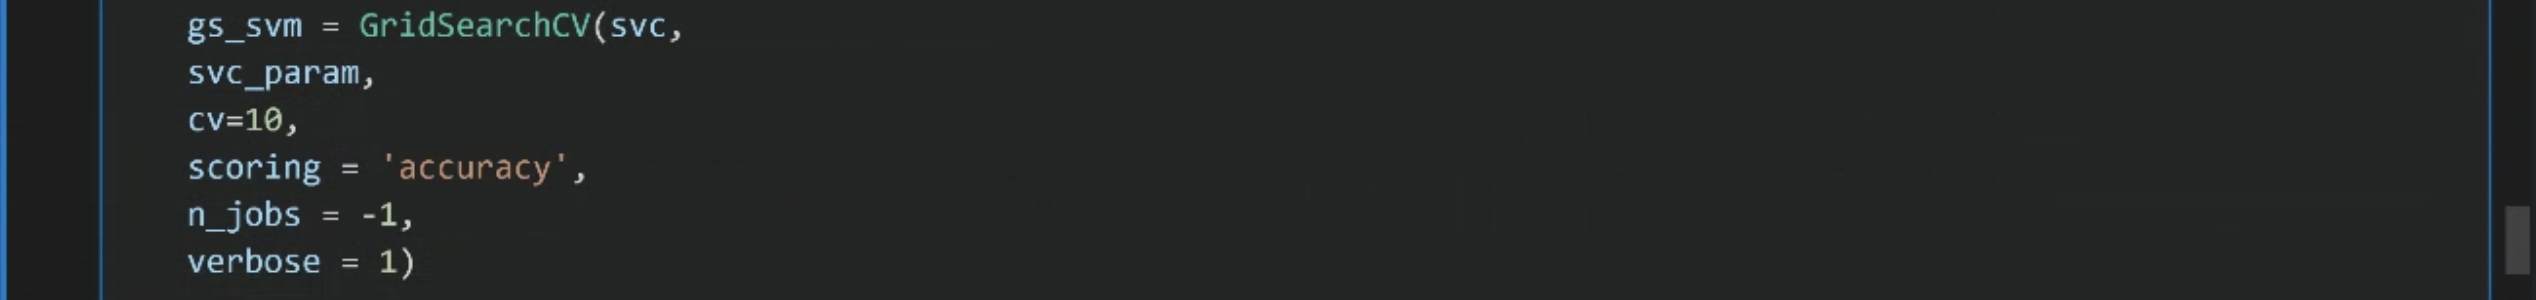 gs_svm = GridSearchCV(svc,
svc_param,
cv=10,
scoring = 'accuracy',
n_jobs = -1,
verbose = 1)